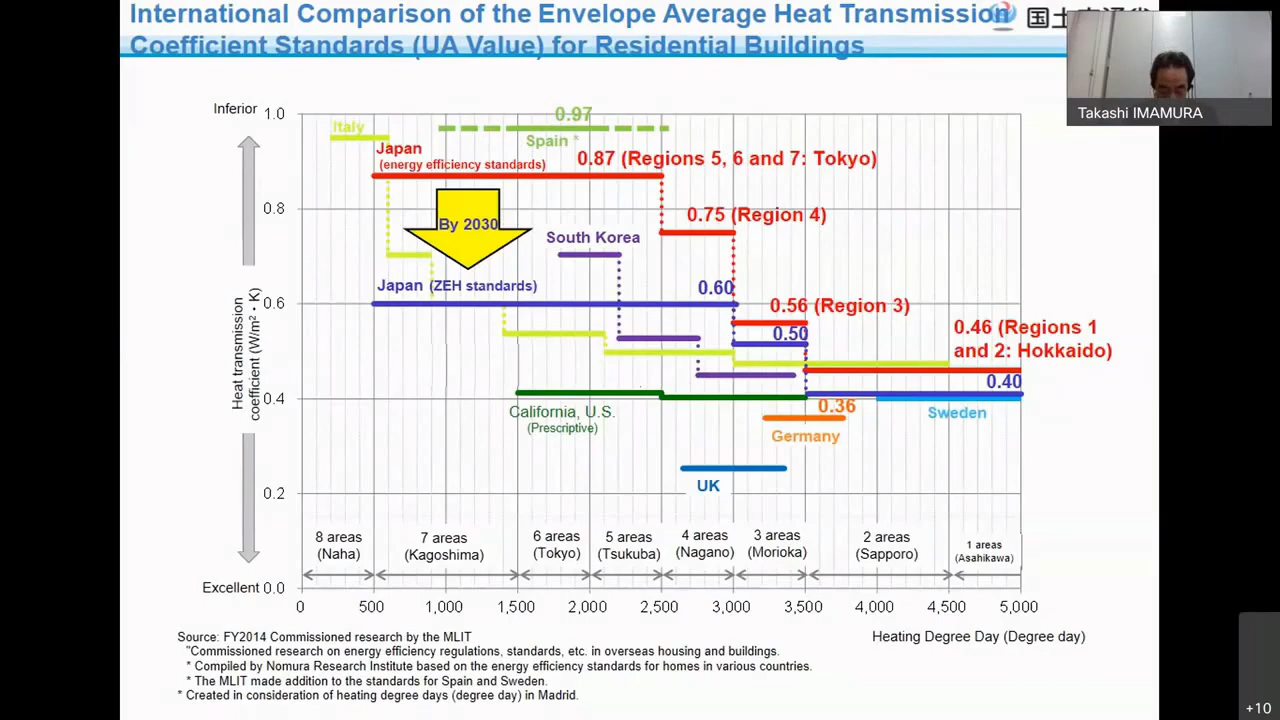 International Comparison of the Envelope Average Heat Transmission
Coefficient Standards (UA Value) for Residential Buildings
国土交通省
Takashi IMAMURA
Inferior
1.0
0.97
Italy
Spain *
Japan
(energy efficiency standards)
0.87 (Regions 5, 6 and 7: Tokyo)
0.8
0.75 (Region 4)
By 2030
South Korea
Japan (ZEH standards)
0.60
0.6
0.56 (Region 3)
0.50
0.46 (Regions 1
and 2: Hokkaido)
Heat transmission
coefficient (W/m² • K)
0.40
0.4
0.36
California, U.S.
(Prescriptive)
Sweden
Germany
UK
0.2
8 areas
(Naha)
7 areas
(Kagoshima)
6 areas
(Tokyo)
5 areas
(Tsukuba)
4 areas
(Nagano)
3 areas
(Morioka)
2 areas
(Sapporo)
1 areas
(Asahikawa)
Excellent
0.0
0 500 1,000 1,500 2,000 2,500 3,000 3,500 4,000 4,500 5,000
Heating Degree Day (Degree day)
Source: FY2014 Commissioned research by the MLIT
"Commissioned research on energy efficiency regulations, standards, etc. in overseas housing and buildings.
* Compiled by Nomura Research Institute based on the energy efficiency standards for homes in various countries.
* The MLIT made addition to the standards for Spain and Sweden.
* Created in consideration of heating degree days (degree day) in Madrid.
+10